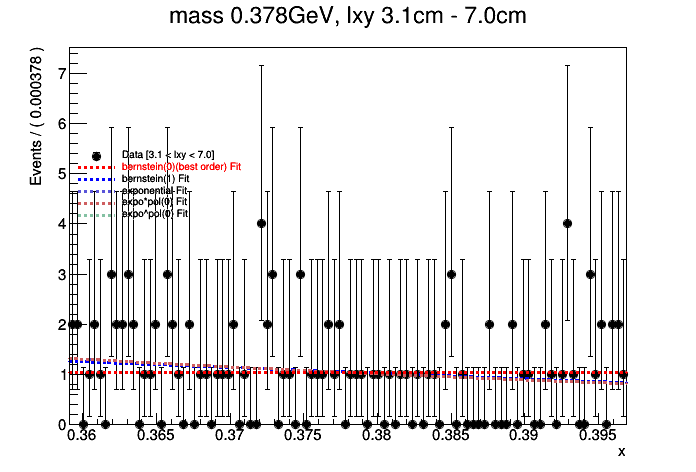 mass 0.378GeV, lxy 3.1cm - 7.0cm
Events / ( 0.000378 )
7
6
5
4
3
2
1
0
Data [3.1 < lxy < 7.0]
bernstein(0)(best order) Fit
bernstein(1) Fit
exponential Fit
expo*pol(0) Fit
expo^pol(0) Fit
0.36 0.365 0.37 0.375 0.38 0.385 0.39 0.395
x